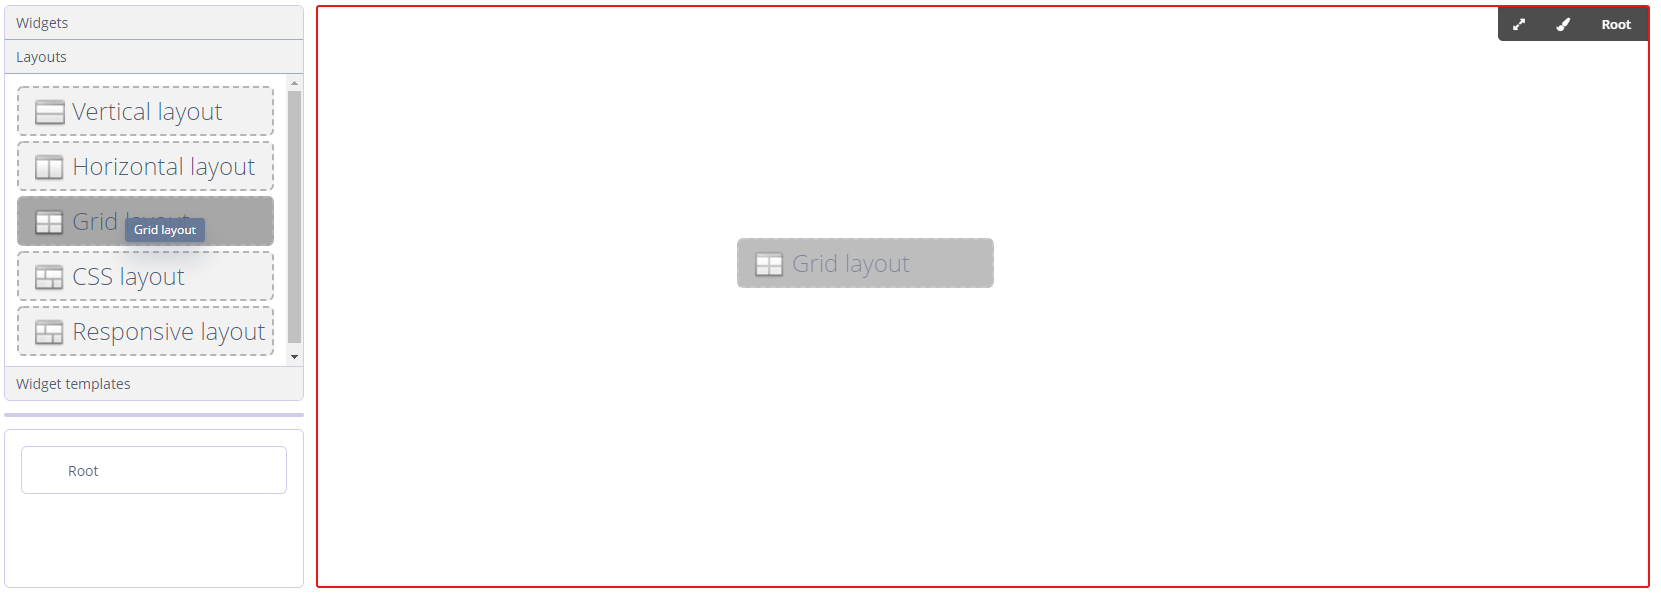 Widgets
Layouts
Vertical layout
Horizontal layout
Grid layout
Grid layout
CSS layout
Responsive layout
Widget templates
Root
Root
Grid layout